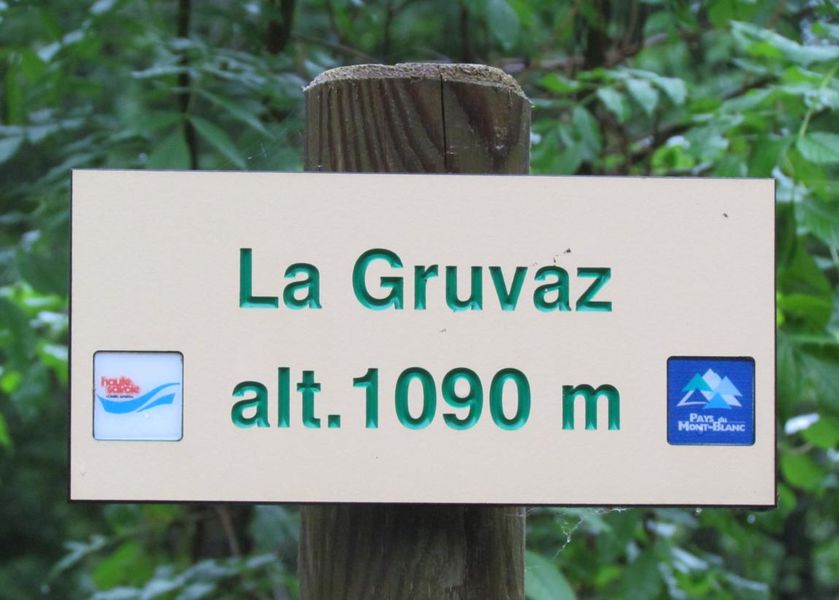 La Gruvaz
alt.1090 m
haute
savoie
PAYS du
MONT-BLANC